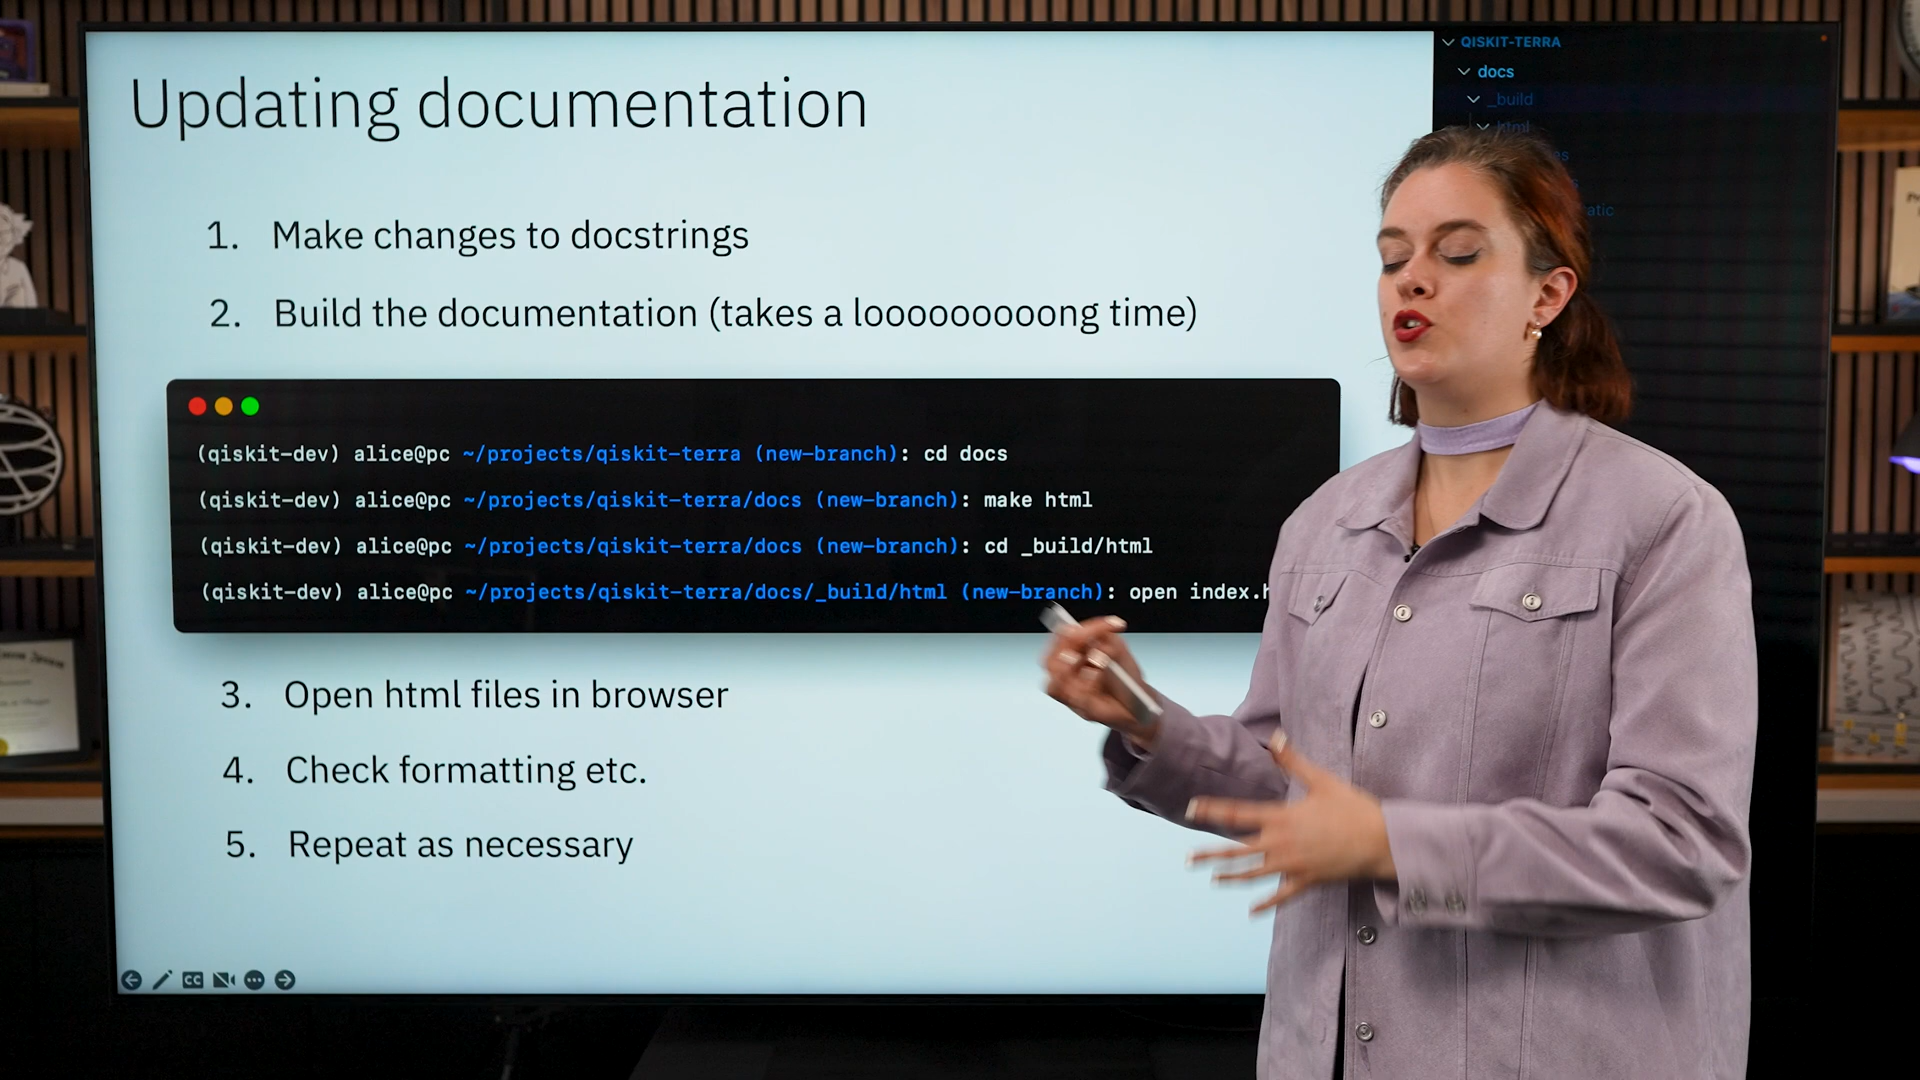 Updating documentation
1. Make changes to docstrings
2. Build the documentation (takes a looooooooong time)
(qiskit-dev) alice@pc ~/projects/qiskit-terra (new-branch): cd docs
(qiskit-dev) alice@pc ~/projects/qiskit-terra/docs (new-branch): make html
(qiskit-dev) alice@pc ~/projects/qiskit-terra/docs (new-branch): cd _build/html
(qiskit-dev) alice@pc ~/projects/qiskit-terra/docs/_build/html (new-branch): open index.h
3. Open html files in browser
4. Check formatting etc.
5. Repeat as necessary
CC
QISKIT-TERRA
docs
_build
html